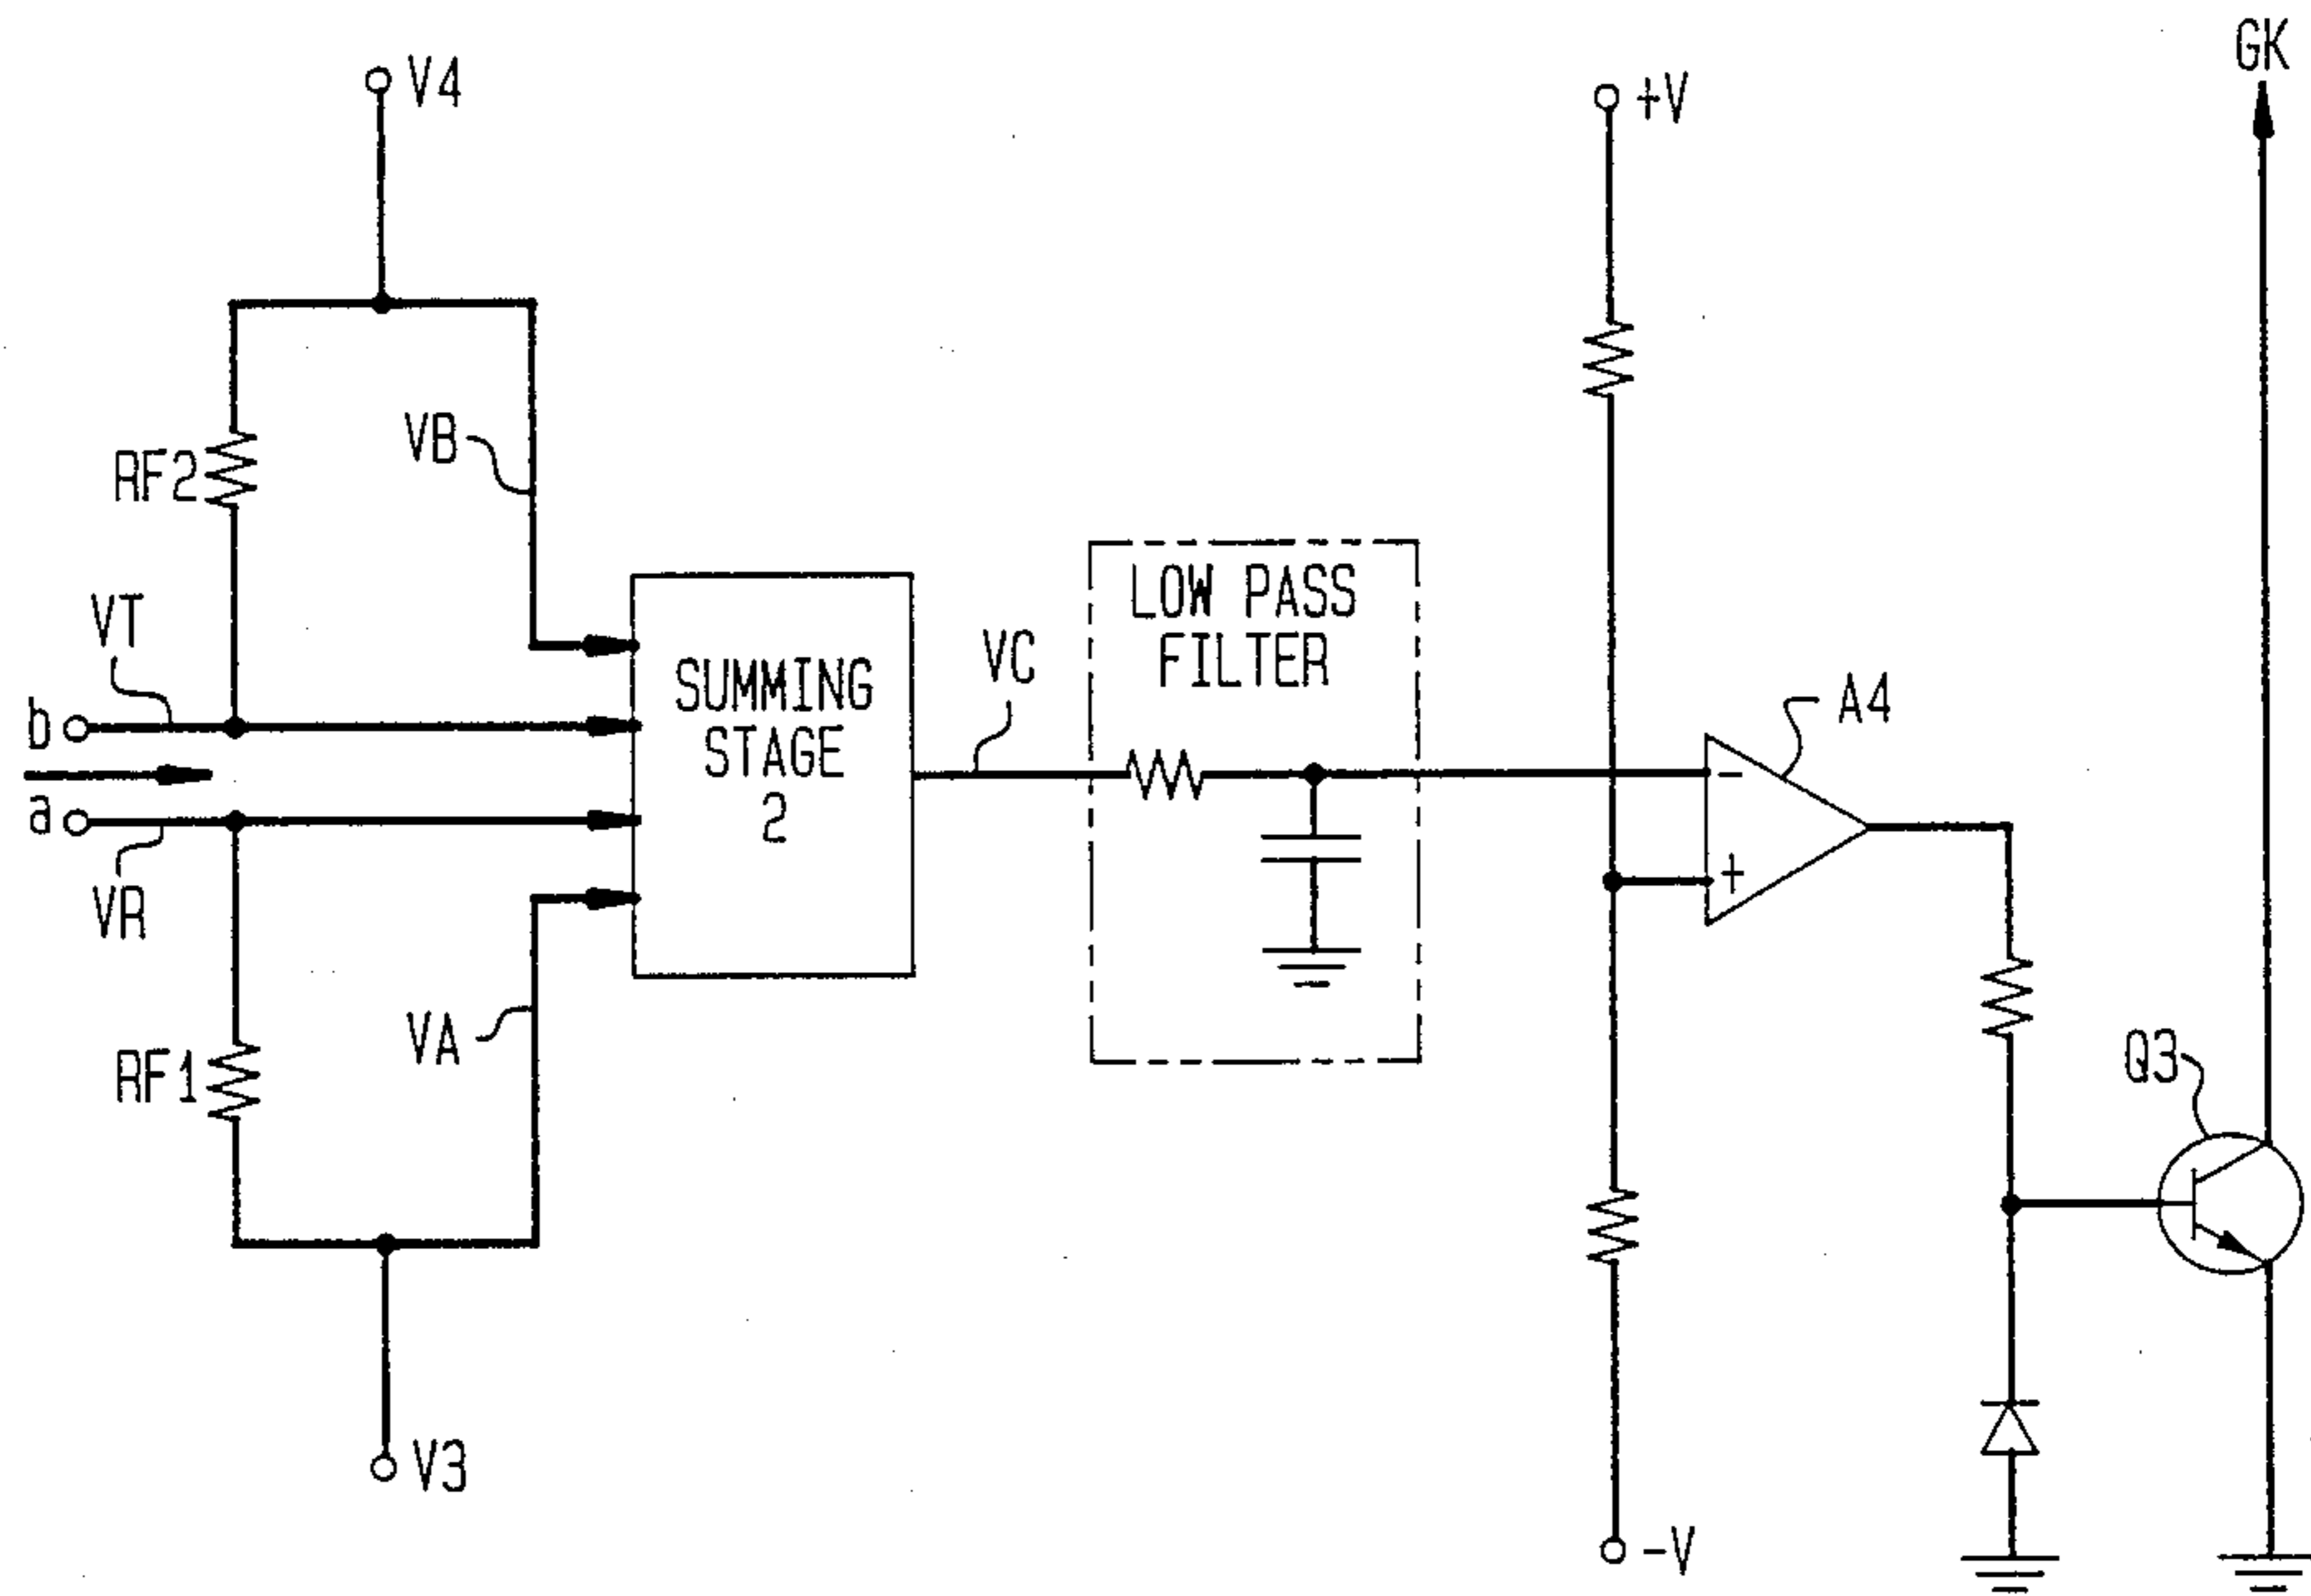 GK
V4
+V
VB
RF2
LOW PASS
FILTER
VT
VC
SUMMING
STAGE
2
A4
b
-
a
+
VR
VA
RF1
Q3
V3
-V